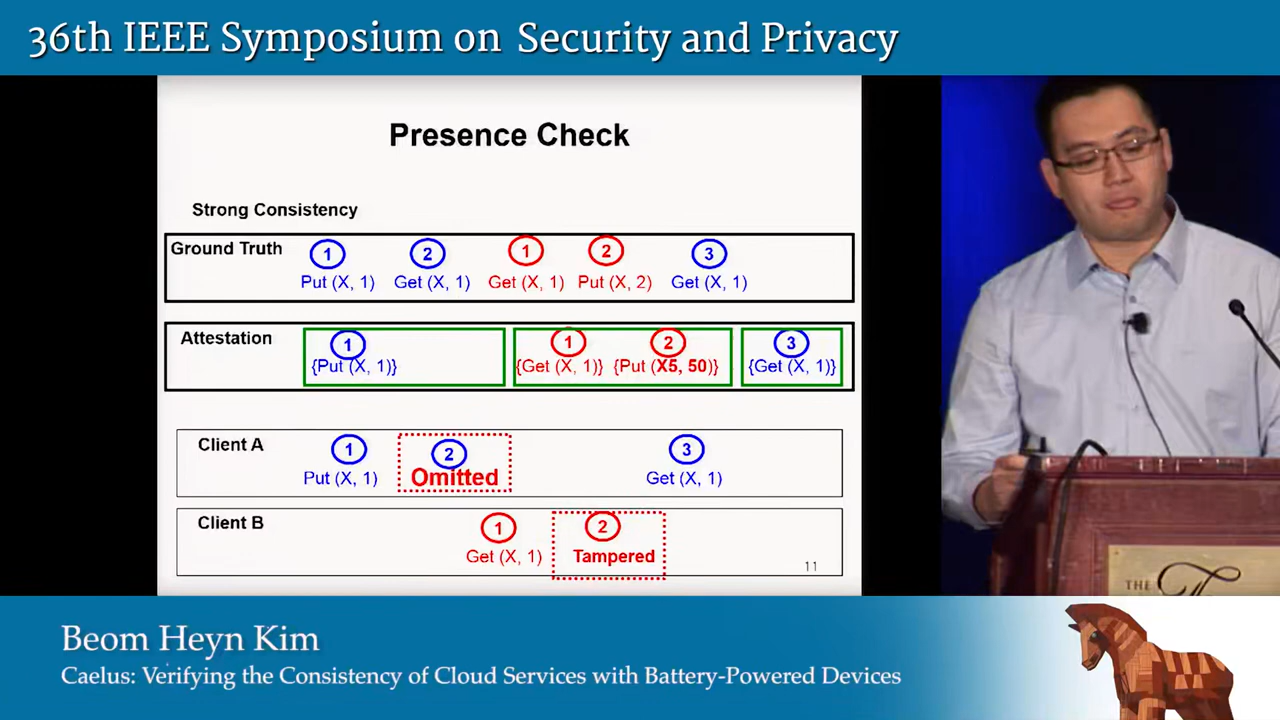 36th IEEE Symposium on Security and Privacy
Presence Check
Strong Consistency
Ground Truth
1 2 1 2 3
Put (X, 1) Get (X, 1) Get (X, 1) Put (X, 2) Get (X, 1)
Attestation
1 1 2 3
{Put (X, 1)} {Get (X, 1)} {Put (X5, 50)} {Get (X, 1)}
Client A
1 2 3
Put (X, 1) Omitted Get (X, 1)
Client B
1 2
Get (X, 1) Tampered
11
THE
Beom Heyn Kim
Caelus: Verifying the Consistency of Cloud Services with Battery-Powered Devices